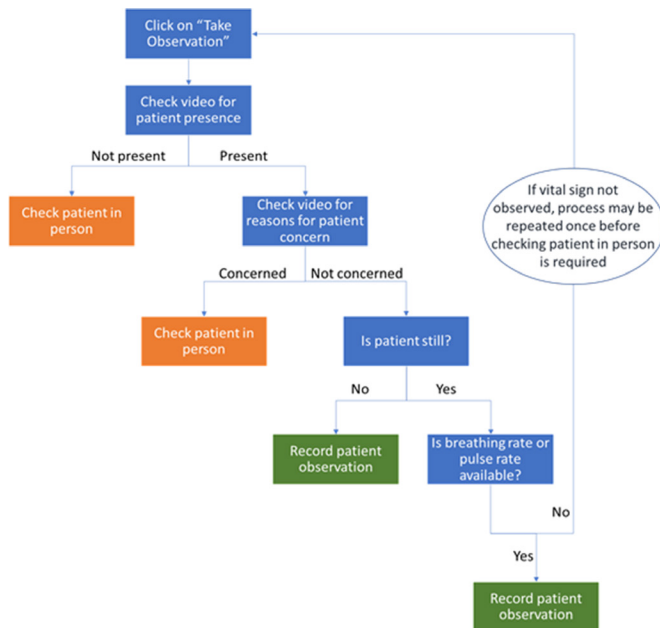 Click on “Take
Observation”
Check video for
patient presence
Not present
Present
Check patient in
person
Check video for
reasons for patient
concern
If vital sign not
observed, process may be
repeated once before
checking patient in person
is required
Concerned
Not concerned
Check patient in
person
Is patient still?
No
Yes
Record patient
observation
Is breathing rate or
pulse rate
available?
No
Yes
Record patient
observation